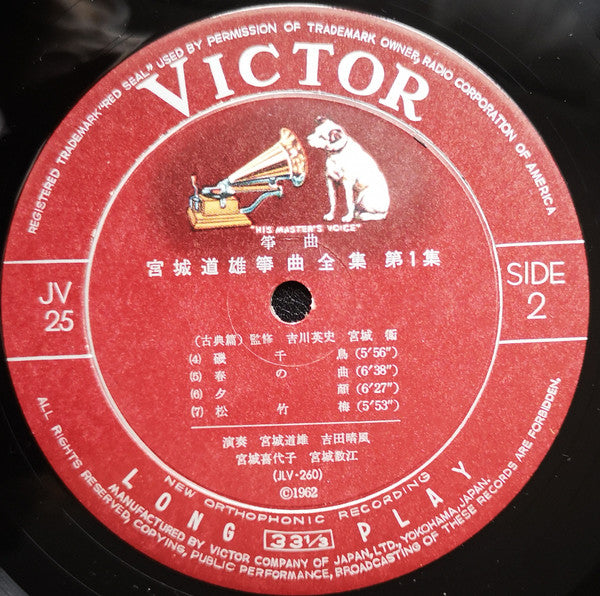 REGISTERED TRADEMARK "RED SEAL" USED BY PERMISSION OF TRADEMARK OWNER, RADIO CORPORATION OF AMERICA
VICTOR
"HIS MASTER'S VOICE"
箏曲
宮城道雄箏曲全集 第1集
JV
25
SIDE
2
(古典篇) 監修 吉川英史 宮城 衛
(4) 磯千鳥 (5′56″)
(5) 春の曲 (6′38″)
(6) 夕顔 (6′27″)
(7) 松竹梅 (5′53″)
演奏 宮城道雄 吉田晴風
宮城喜代子 宮城数江
(JLV-260)
©1962
NEW ORTHOPHONIC RECORDING
LONG 33⅓ PLAY
MANUFACTURED BY VICTOR COMPANY OF JAPAN, LTD, YOKOHAMA, JAPAN.
ALL RIGHTS RESERVED, COPYING, PUBLIC PERFORMANCE, BROADCASTING OF THESE RECORDS ARE FORBIDDEN.